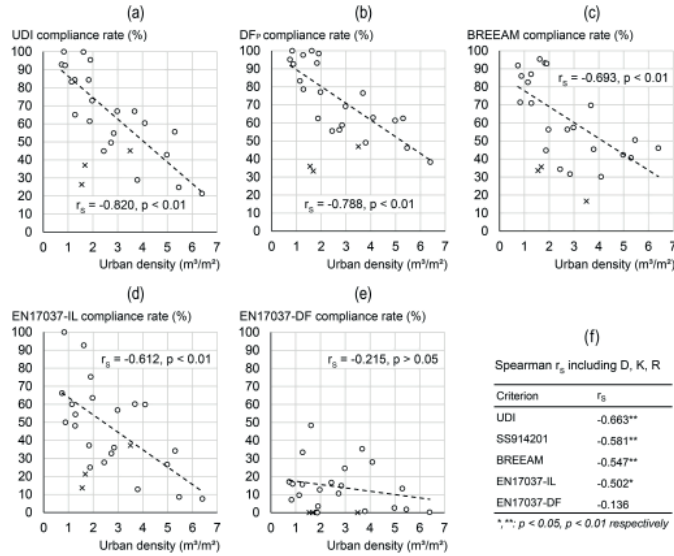 (a)
UDI compliance rate (%)
100
90
80
70
60
50
40
30
20
10
0
rS = -0.820, p < 0.01
0 1 2 3 4 5 6 7
Urban density (m³/m²)
(b)
DFP compliance rate (%)
100
90
80
70
60
50
40
30
20
10
0
rS = -0.788, p < 0.01
0 1 2 3 4 5 6 7
Urban density (m³/m²)
(c)
BREEAM compliance rate (%)
100
90
80
70
60
50
40
30
20
10
0
rS = -0.693, p < 0.01
0 1 2 3 4 5 6 7
Urban density (m³/m²)
(d)
EN17037-IL compliance rate (%)
100
90
80
70
60
50
40
30
20
10
0
rS = -0.612, p < 0.01
0 1 2 3 4 5 6 7
Urban density (m³/m²)
(e)
EN17037-DF compliance rate (%)
100
90
80
70
60
50
40
30
20
10
0
rS = -0.215, p > 0.05
0 1 2 3 4 5 6 7
Urban density (m³/m²)
(f)
Spearman rS including D, K, R
Criterion rS
UDI -0.663**
SS914201 -0.581**
BREEAM -0.547**
EN17037-IL -0.502*
EN17037-DF -0.136
*,**: p < 0.05, p < 0.01 respectively